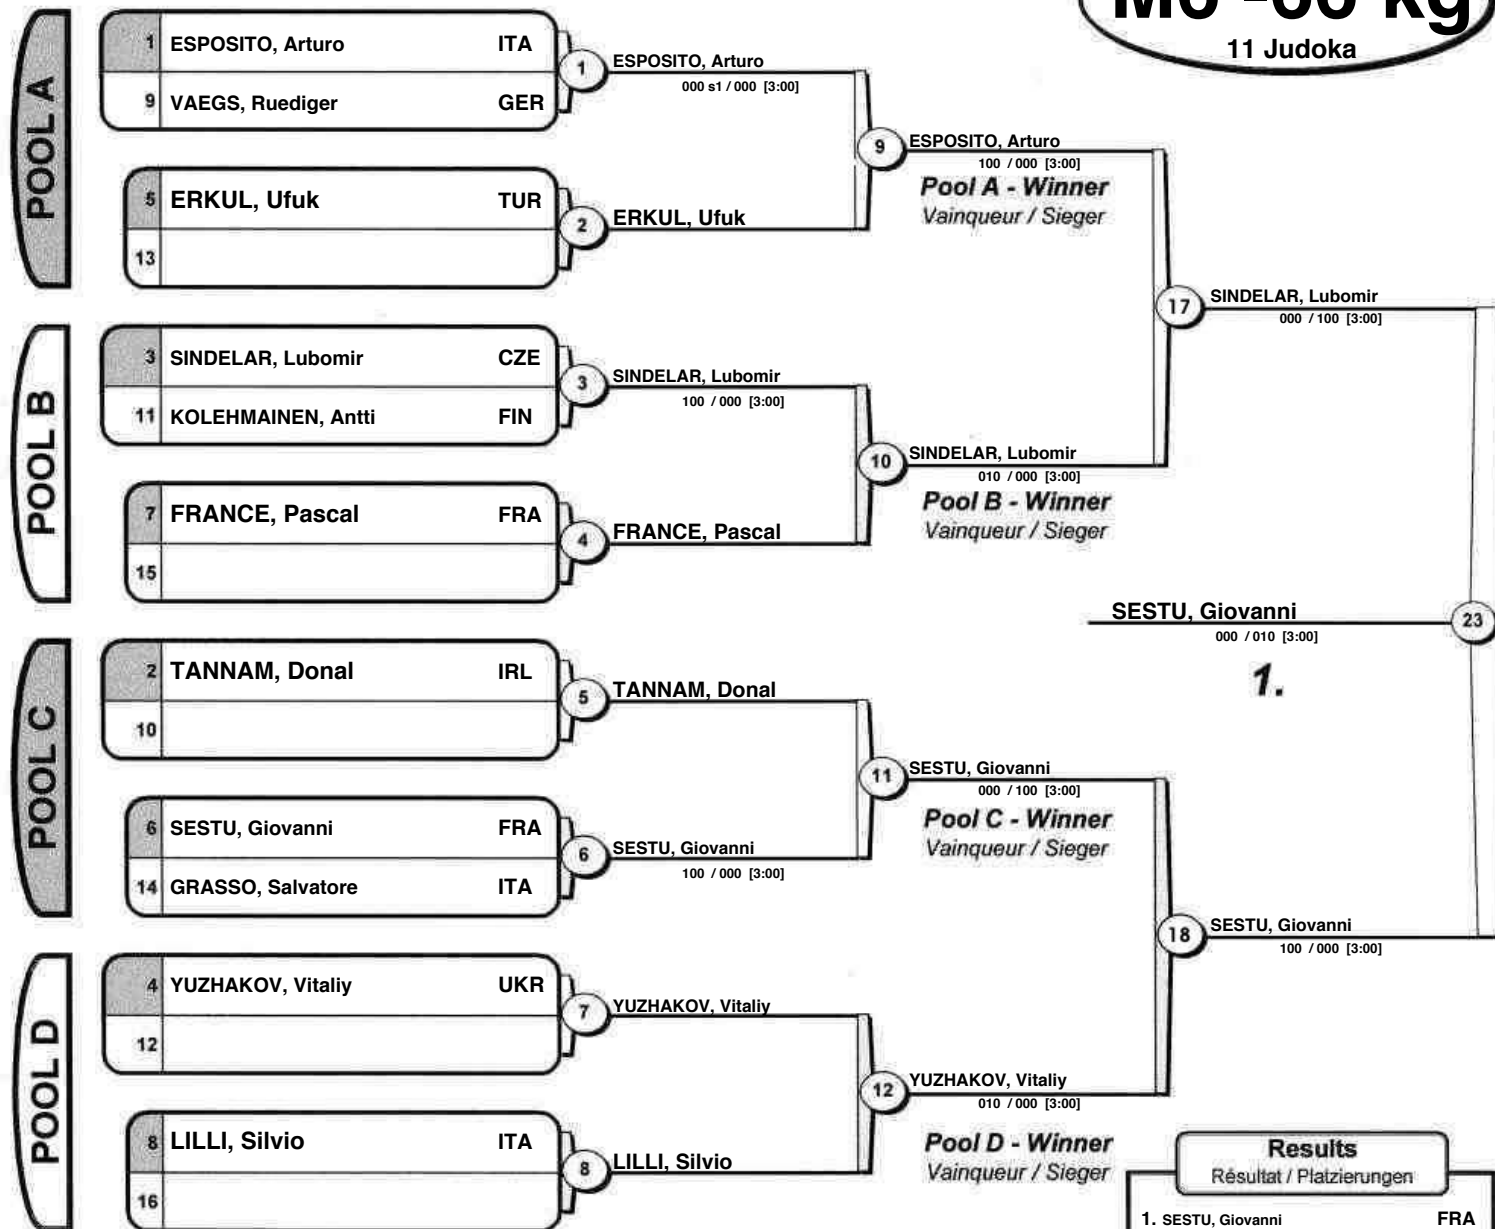 11 Judoka
POOL A
1 ESPOSITO, Arturo ITA
9 VAEGS, Ruediger GER
5 ERKUL, Ufuk TUR
13
1 ESPOSITO, Arturo
000 s1 / 000 [3:00]
2 ERKUL, Ufuk
9 ESPOSITO, Arturo
100 / 000 [3:00]
Pool A - Winner
Vainqueur / Sieger
POOL B
3 SINDELAR, Lubomir CZE
11 KOLEHMAINEN, Antti FIN
7 FRANCE, Pascal FRA
15
3 SINDELAR, Lubomir
100 / 000 [3:00]
4 FRANCE, Pascal
10 SINDELAR, Lubomir
010 / 000 [3:00]
Pool B - Winner
Vainqueur / Sieger
17 SINDELAR, Lubomir
000 / 100 [3:00]
SESTU, Giovanni 23
000 / 010 [3:00]
1.
POOL C
2 TANNAM, Donal IRL
10
6 SESTU, Giovanni FRA
14 GRASSO, Salvatore ITA
5 TANNAM, Donal
6 SESTU, Giovanni
100 / 000 [3:00]
11 SESTU, Giovanni
000 / 100 [3:00]
Pool C - Winner
Vainqueur / Sieger
18 SESTU, Giovanni
100 / 000 [3:00]
POOL D
4 YUZHAKOV, Vitaliy UKR
12
8 LILLI, Silvio ITA
16
7 YUZHAKOV, Vitaliy
8 LILLI, Silvio
12 YUZHAKOV, Vitaliy
010 / 000 [3:00]
Pool D - Winner
Vainqueur / Sieger
Results
Résultat / Platzierungen
1. SESTU, Giovanni FRA